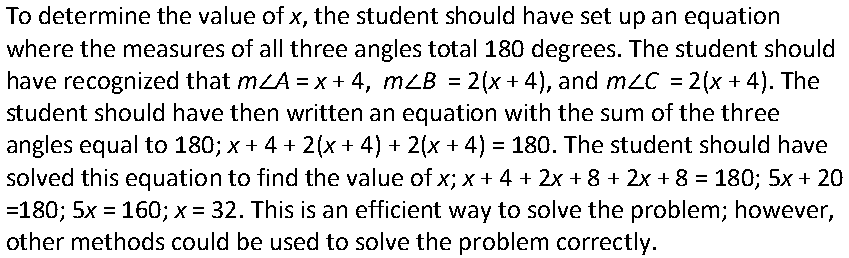 To determine the value of x, the student should have set up an equation
where the measures of all three angles total 180 degrees. The student should
have recognized that m∠A = x + 4, m∠B = 2(x + 4), and m∠C = 2(x + 4). The
student should have then written an equation with the sum of the three
angles equal to 180; x + 4 + 2(x + 4) + 2(x + 4) = 180. The student should have
solved this equation to find the value of x; x + 4 + 2x + 8 + 2x + 8 = 180; 5x + 20
=180; 5x = 160; x = 32. This is an efficient way to solve the problem; however,
other methods could be used to solve the problem correctly.